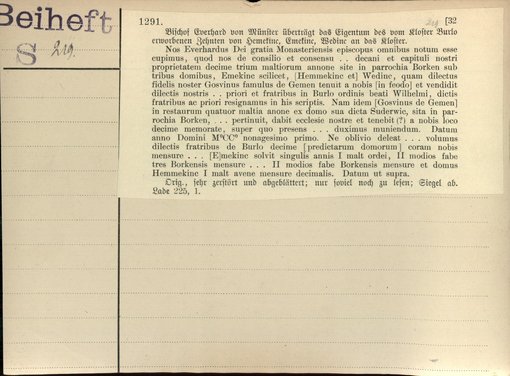 Beiheft
S 219.
1291. 219 [32
Bischof Everhard von Münster überträgt das Eigentum des vom Kloster Burlo
erworbenen Zehnten von Hemekinc, Emekinc, Wedinc an das Kloster.
Nos Everhardus Dei gratia Monasteriensis episcopus omnibus notum esse
cupimus, quod nos de consilio et consensu . . decani et capituli nostri
proprietatem decime trium maltiorum annone site in parrochia Borken sub
tribus domibus, Emekinc scilicet, [Hemmekinc et] Wedinc, quam dilectus
fidelis noster Gosvinus famulus de Gemen tenuit a nobis [in feodo] et vendidit
dilectis nostris . . priori et fratribus in Burlo ordinis beati Wilhelmi, dictis
fratribus ac priori resignamus in his scriptis. Nam idem [Gosvinus de Gemen]
in restaurum quatuor maltia anone ex domo sua dicta Suderwic, sita in par-
rochia Borken, . . . pertinuit, dabit ecclesie nostre et tenebit (?) a nobis loco
decime memorate, super quo presens . . . duximus muniendum. Datum
anno Domini M°CC° nonagesimo primo. Ne oblivio deleat . . . volumus
dilectis fratribus de Burlo decime [predictarum domorum] coram nobis
mensure . . . [E]mekinc solvit singulis annis I malt ordei, II modios fabe
tres Borkensis mensure . . . II modios fabe Borkensis mensure et domus
Hemmekinc I malt avene mensure decimalis. Datum ut supra.
Orig., sehr zerstört und abgeblättert; nur soviel noch zu lesen; Siegel ab.
Lade 225, 1.